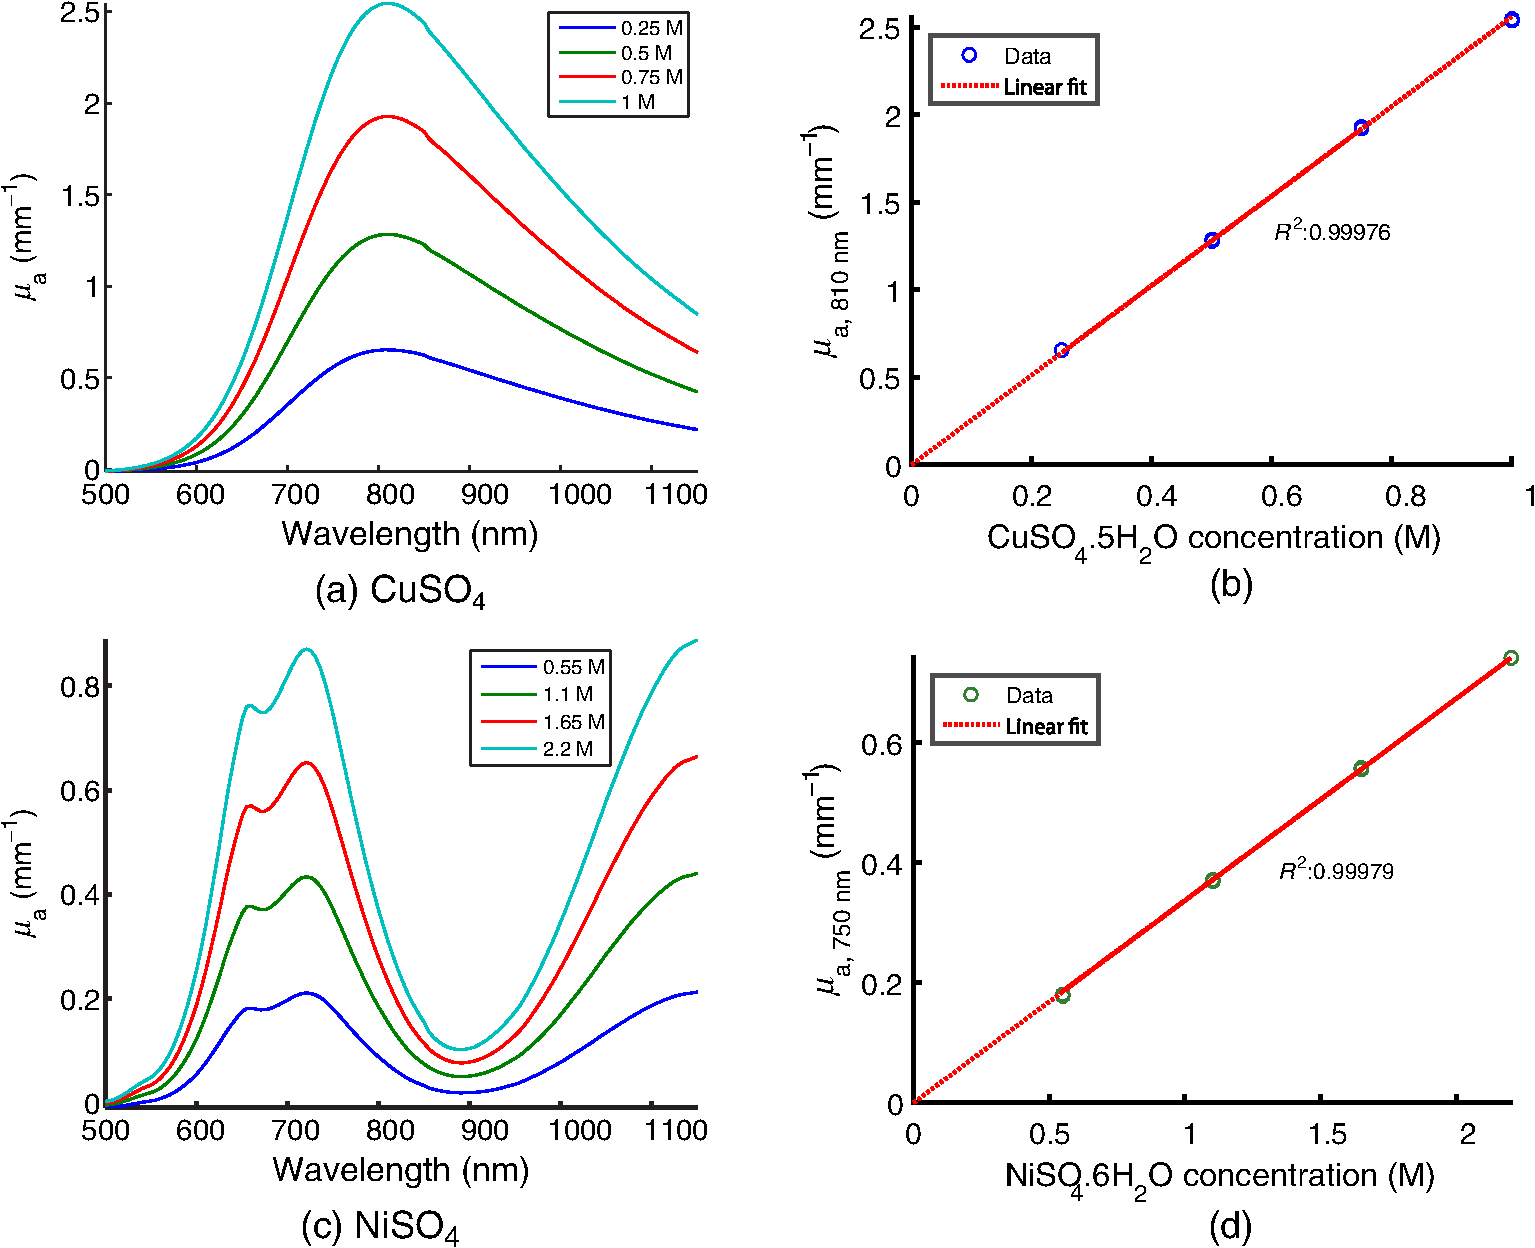 2.5
2
1.5
1
0.5
0
μa (mm−1)
500 600 700 800 900 1000 1100
Wavelength (nm)
0.25 M
0.5 M
0.75 M
1 M
(a) CuSO4
2.5
2
1.5
1
0.5
0
μa, 810 nm (mm−1)
Data
Linear fit
R2:0.99976
0 0.2 0.4 0.6 0.8 1
CuSO4.5H2O concentration (M)
(b)
0.8
0.6
0.4
0.2
0
μa (mm−1)
500 600 700 800 900 1000 1100
Wavelength (nm)
0.55 M
1.1 M
1.65 M
2.2 M
(c) NiSO4
0.6
0.4
0.2
0
μa, 750 nm (mm−1)
Data
Linear fit
R2:0.99979
0 0.5 1 1.5 2
NiSO4.6H2O concentration (M)
(d)